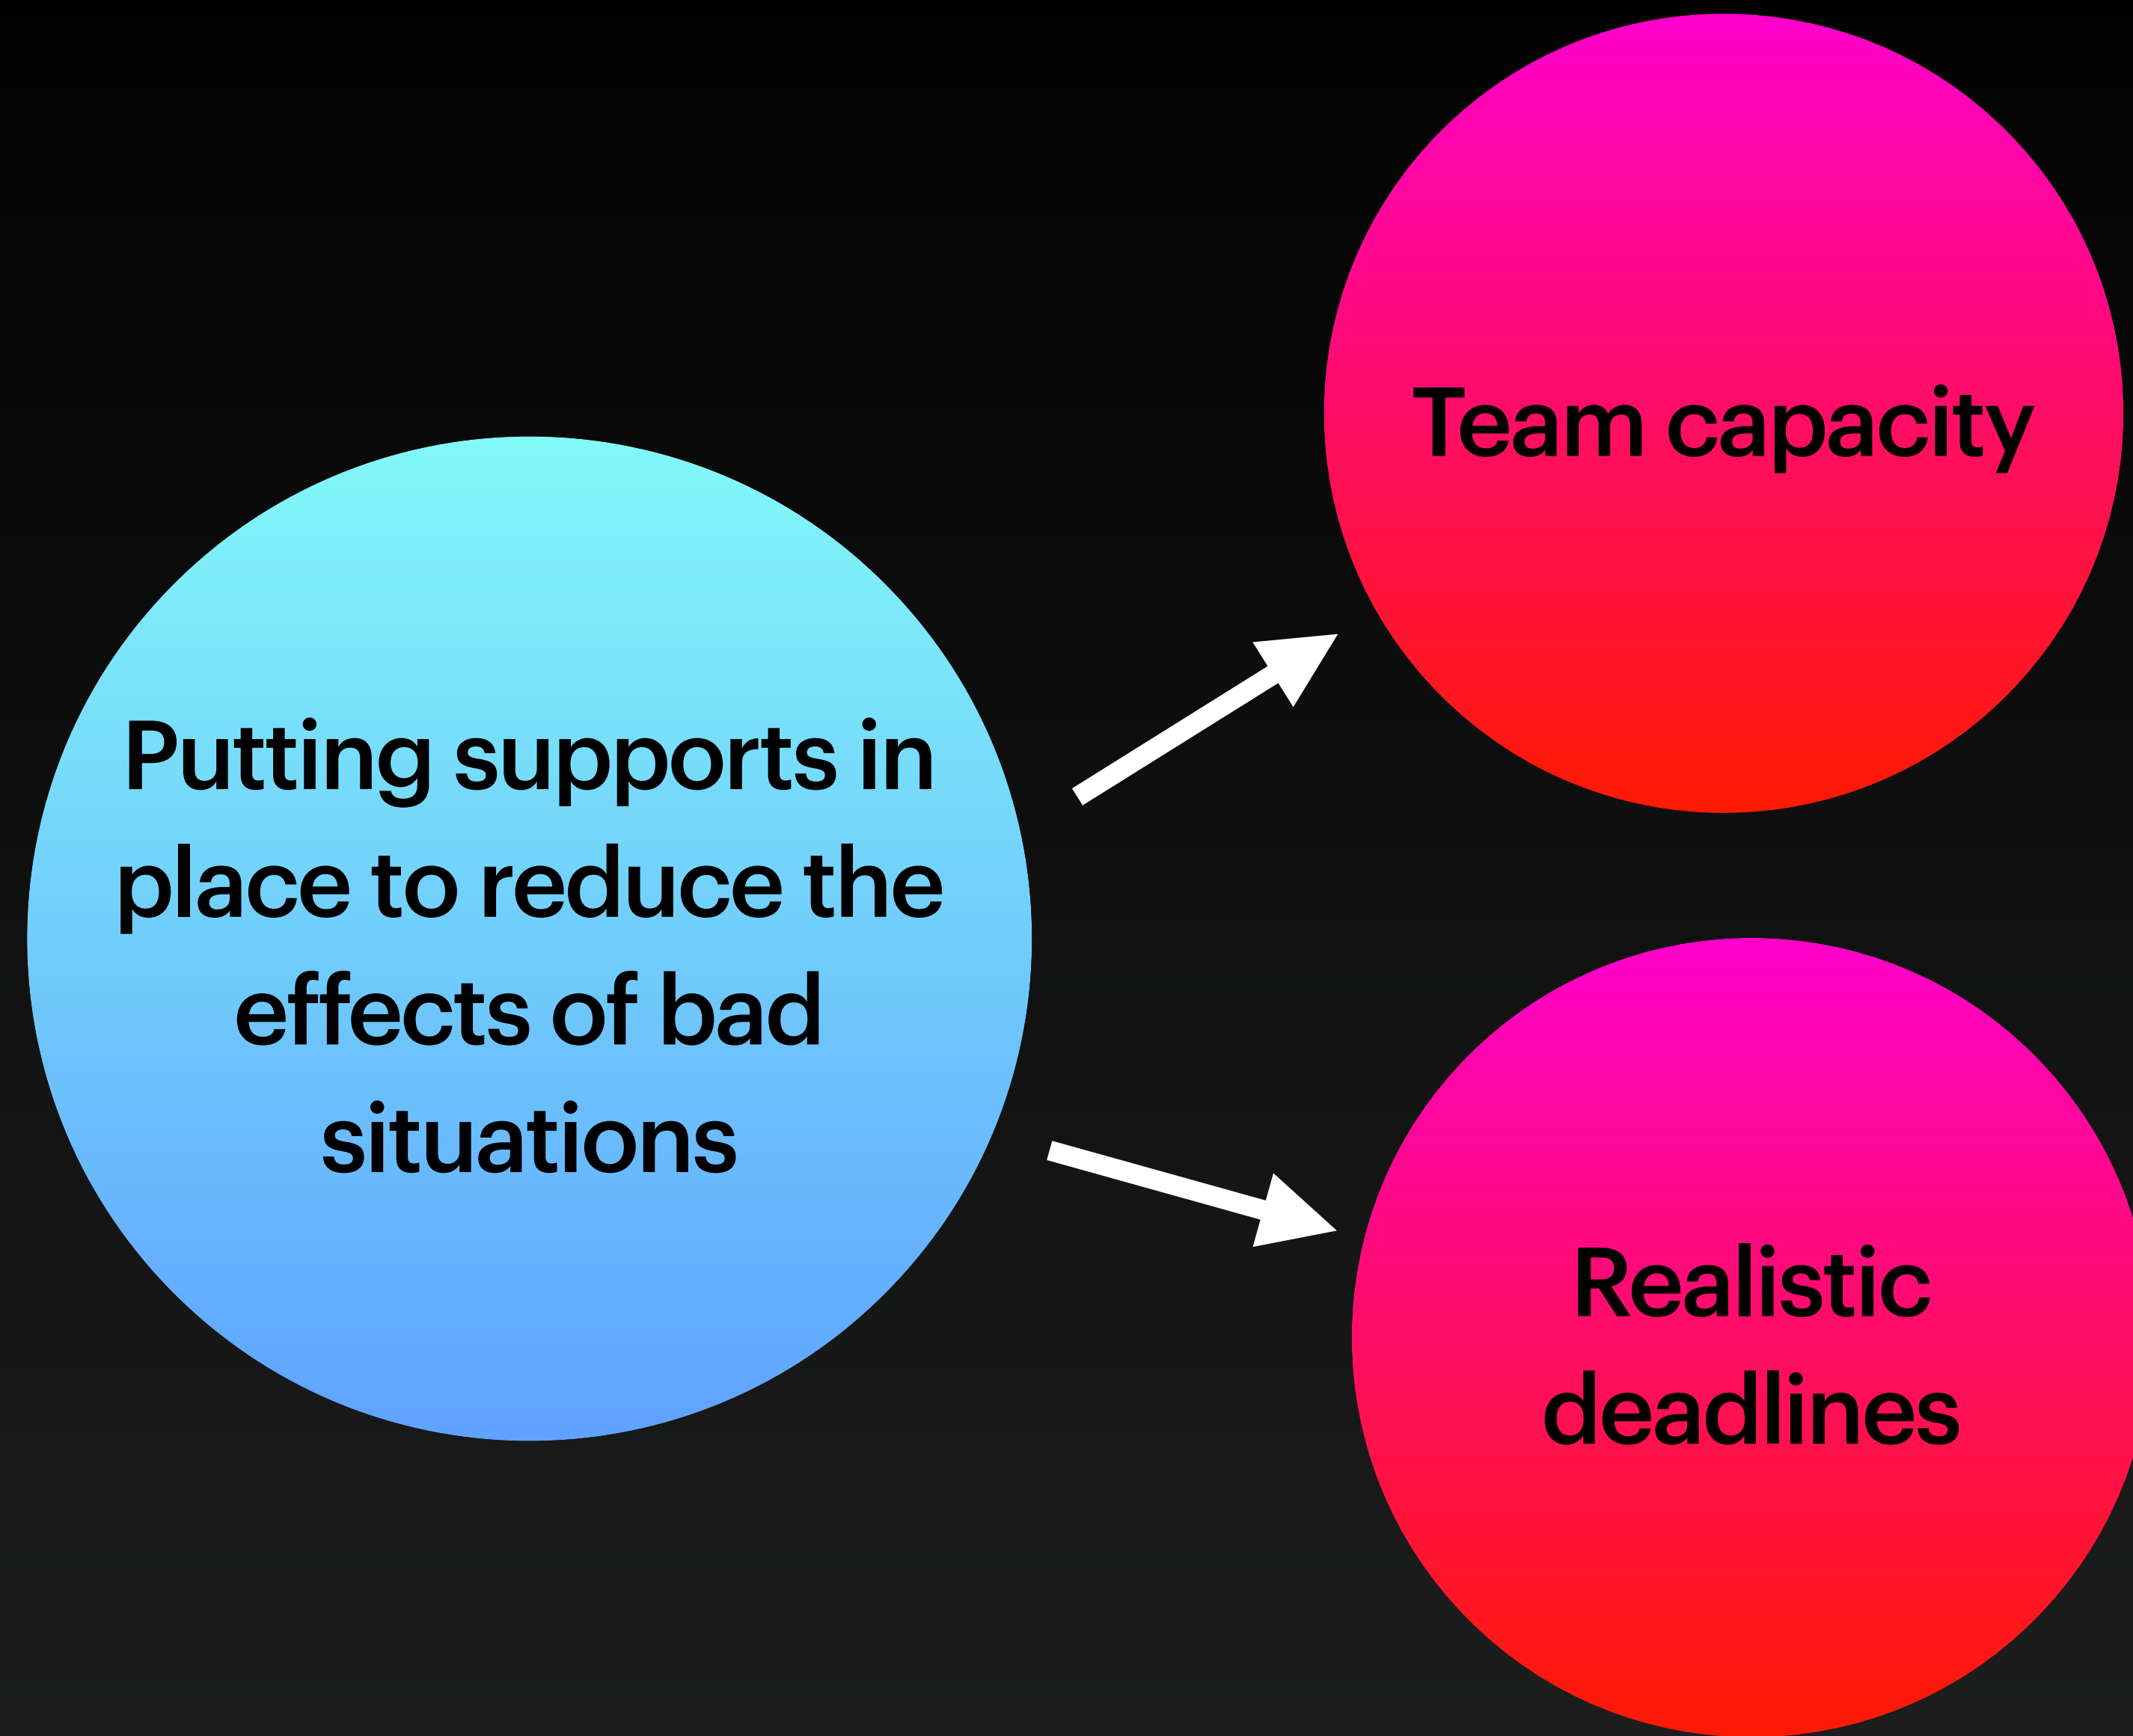 Putting supports in
place to reduce the
effects of bad
situations
Team capacity
Realistic
deadlines